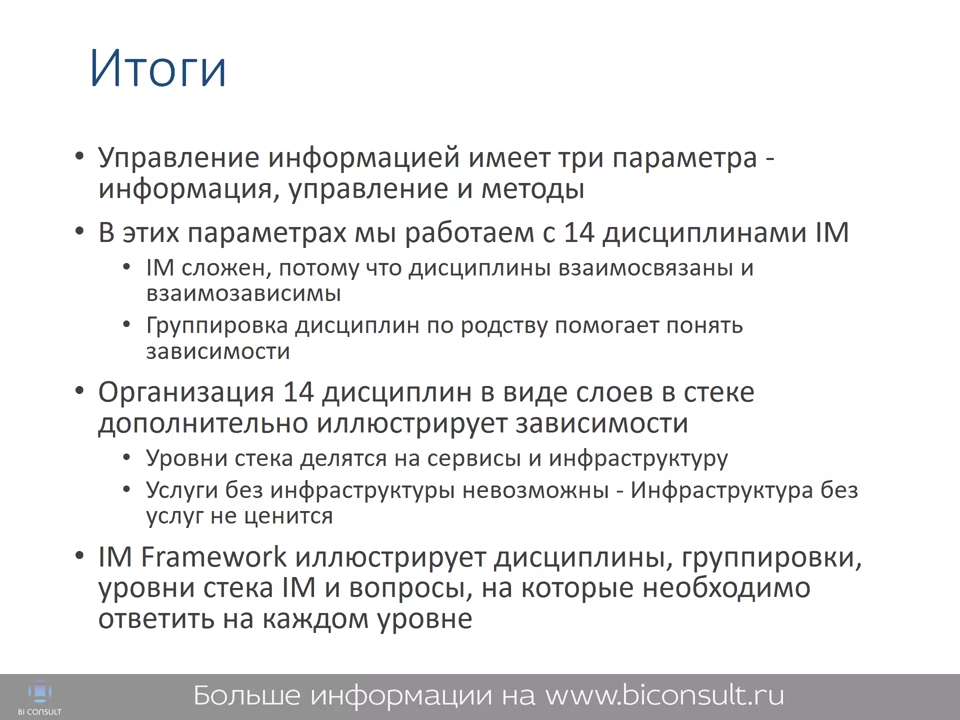 Итоги
• Управление информацией имеет три параметра -
информация, управление и методы
• В этих параметрах мы работаем с 14 дисциплинами IM
• IM сложен, потому что дисциплины взаимосвязаны и
взаимозависимы
• Группировка дисциплин по родству помогает понять
зависимости
• Организация 14 дисциплин в виде слоев в стеке
дополнительно иллюстрирует зависимости
• Уровни стека делятся на сервисы и инфраструктуру
• Услуги без инфраструктуры невозможны - Инфраструктура без
услуг не ценится
• IM Framework иллюстрирует дисциплины, группировки,
уровни стека IM и вопросы, на которые необходимо
ответить на каждом уровне
BI CONSULT
Больше информации на www.biconsult.ru